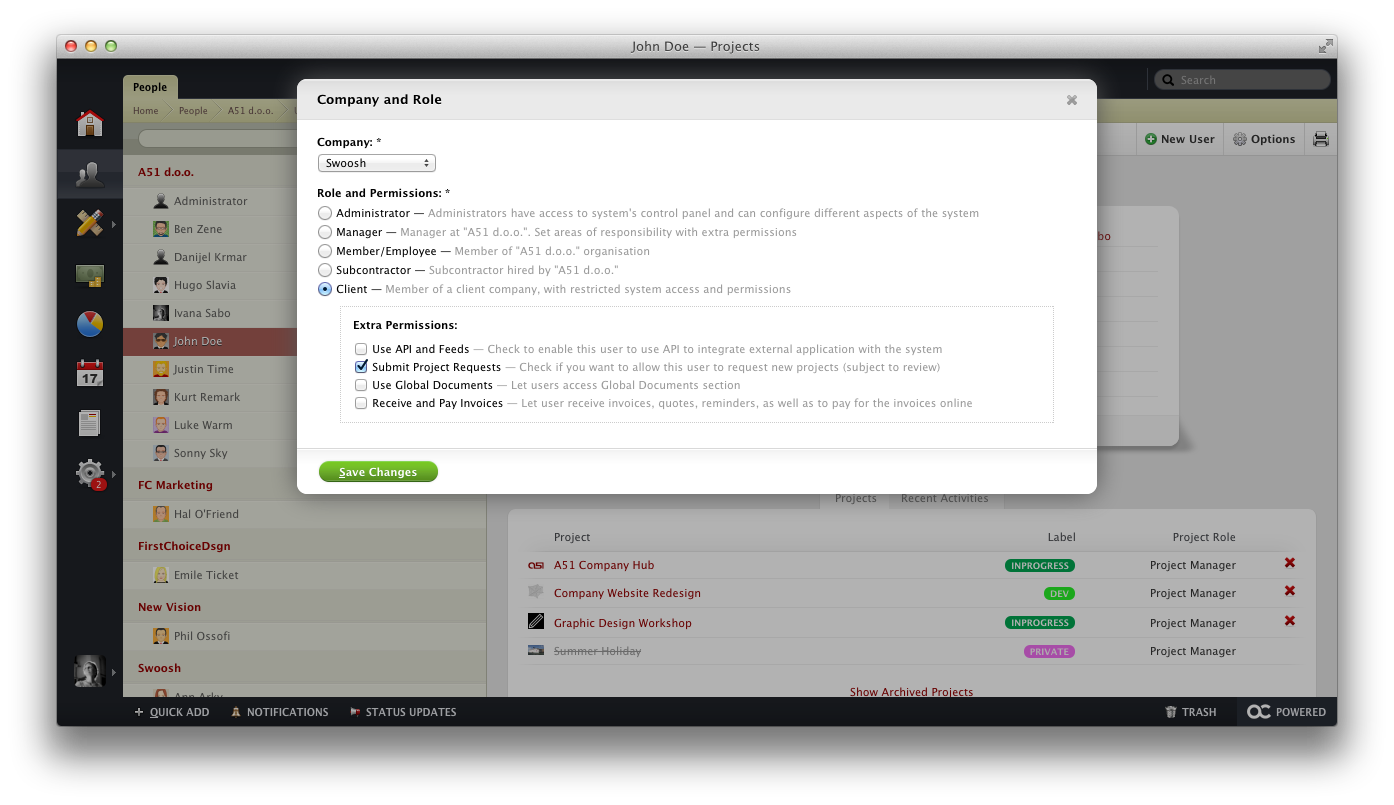 John Doe — Projects
People
Search
Home People A51 d.o.o.
New User Options
Company and Role
Company: *
Swoosh
Role and Permissions: *
Administrator — Administrators have access to system's control panel and can configure different aspects of the system
Manager — Manager at "A51 d.o.o.". Set areas of responsibility with extra permissions
Member/Employee — Member of "A51 d.o.o." organisation
Subcontractor — Subcontractor hired by "A51 d.o.o."
Client — Member of a client company, with restricted system access and permissions
Extra Permissions:
Use API and Feeds — Check to enable this user to use API to integrate external application with the system
Submit Project Requests — Check if you want to allow this user to request new projects (subject to review)
Use Global Documents — Let users access Global Documents section
Receive and Pay Invoices — Let user receive invoices, quotes, reminders, as well as to pay for the invoices online
Save Changes
17
2
A51 d.o.o.
Administrator
Ben Zene
Danijel Krmar
Hugo Slavia
Ivana Sabo
John Doe
Justin Time
Kurt Remark
Luke Warm
Sonny Sky
FC Marketing
Hal O'Friend
FirstChoiceDsgn
Emile Ticket
New Vision
Phil Ossofi
Swoosh
Ann Arky
bo
Projects Recent Activities
Project Label Project Role
A51 A51 Company Hub INPROGRESS Project Manager
Company Website Redesign DEV Project Manager
Graphic Design Workshop INPROGRESS Project Manager
Summer Holiday PRIVATE Project Manager
Show Archived Projects
QUICK ADD NOTIFICATIONS STATUS UPDATES TRASH POWERED